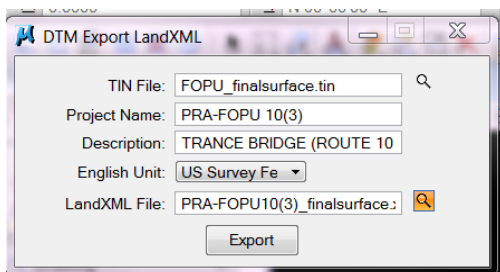 DTM Export LandXML
TIN File: FOPU_finalsurface.tin
Project Name: PRA-FOPU 10(3)
Description: TRANCE BRIDGE (ROUTE 10
English Unit: US Survey Fe
LandXML File: PRA-FOPU10(3)_finalsurface.
Export